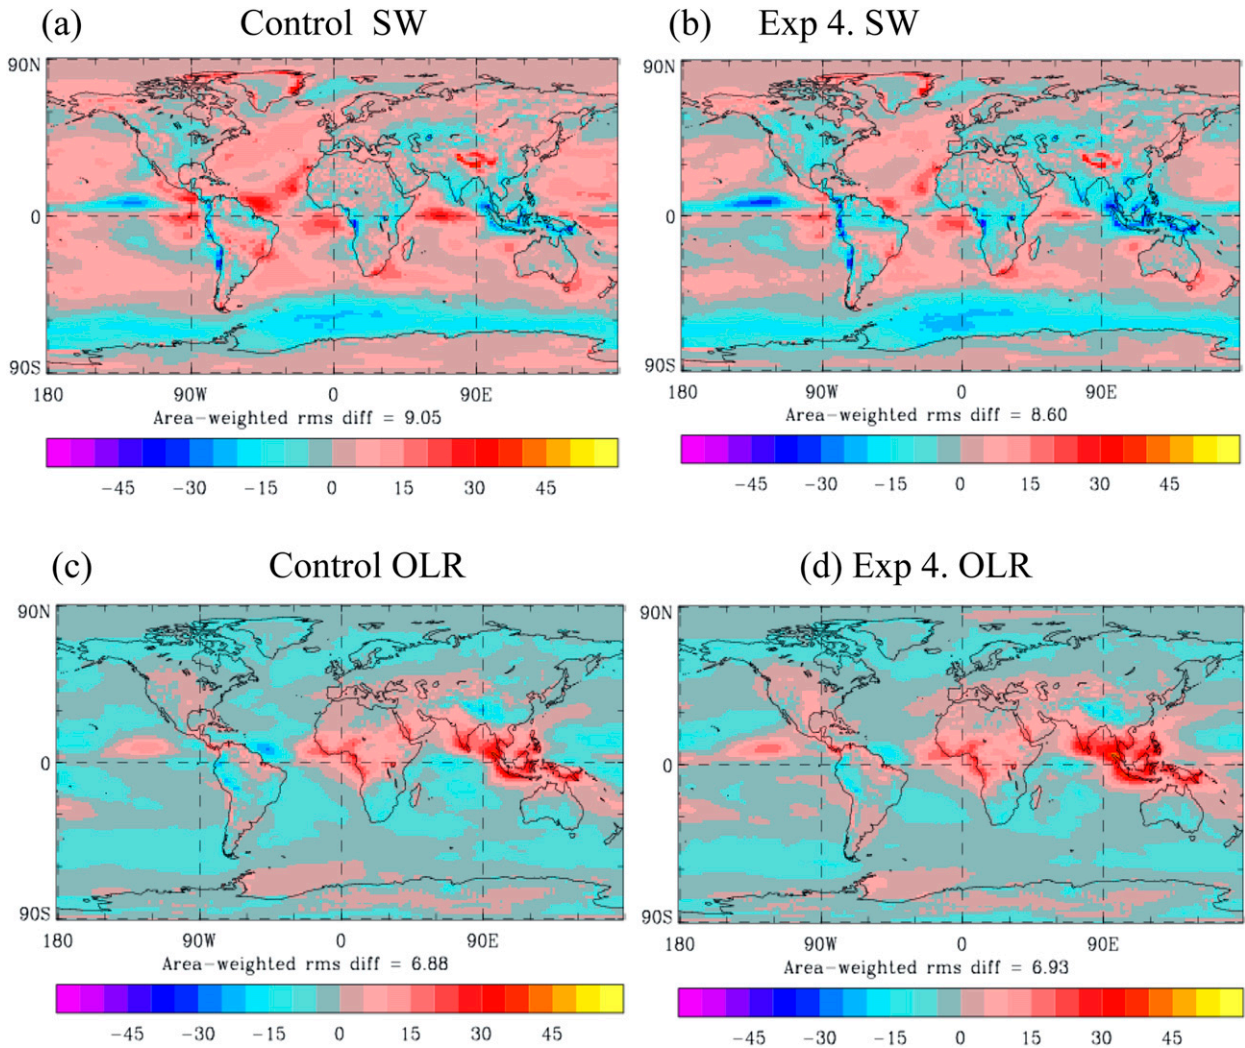 (a) Control SW
(b) Exp 4. SW
90N
0
90S
180 90W 0 90E
Area-weighted rms diff = 9.05
-45 -30 -15 0 15 30 45
90N
0
90S
180 90W 0 90E
Area-weighted rms diff = 8.60
-45 -30 -15 0 15 30 45
(c) Control OLR
(d) Exp 4. OLR
90N
0
90S
180 90W 0 90E
Area-weighted rms diff = 6.88
-45 -30 -15 0 15 30 45
90N
0
90S
180 90W 0 90E
Area-weighted rms diff = 6.93
-45 -30 -15 0 15 30 45